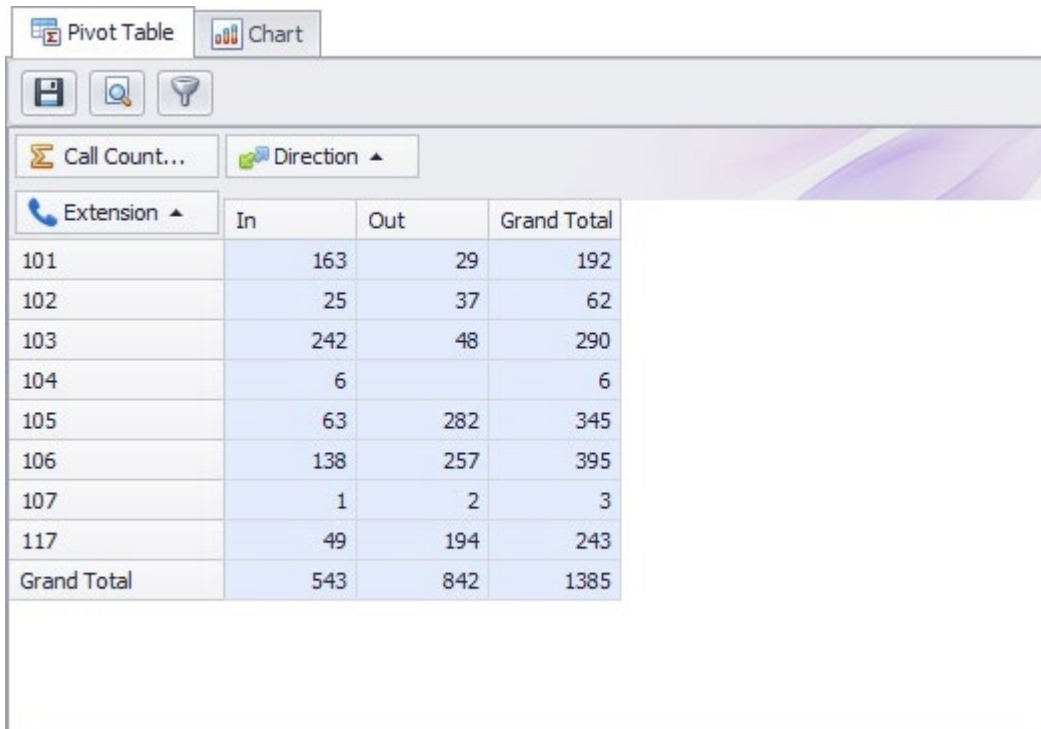 Pivot Table Chart
Call Count... Direction
Extension In Out Grand Total
101 163 29 192
102 25 37 62
103 242 48 290
104 6 6
105 63 282 345
106 138 257 395
107 1 2 3
117 49 194 243
Grand Total 543 842 1385